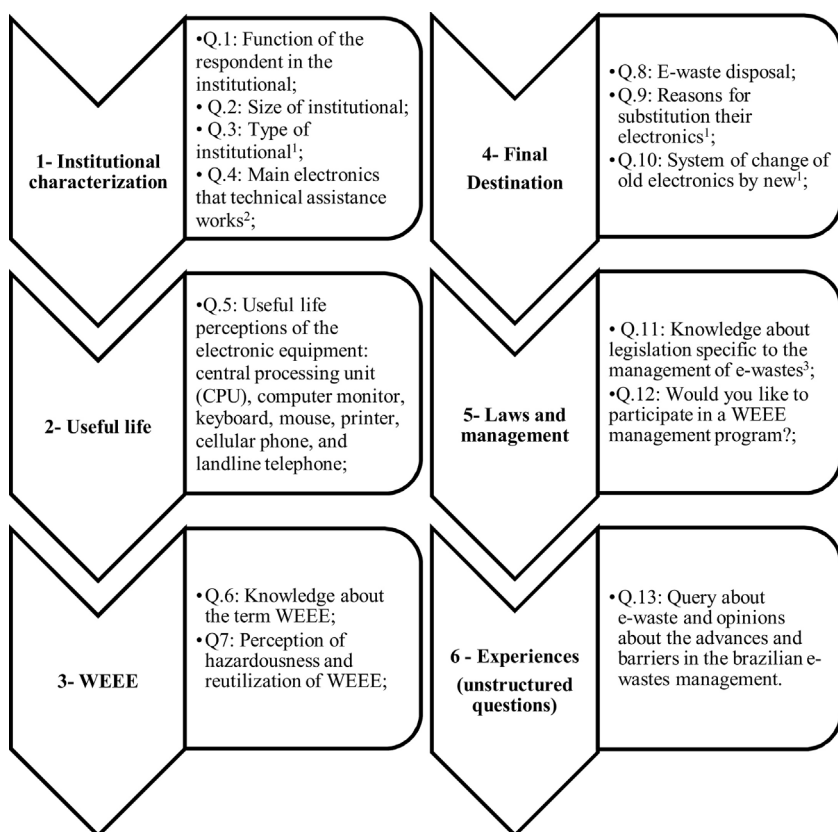 1- Institutional
characterization
•Q.1: Function of the
respondent in the
institutional;
• Q.2: Size of institutional;
• Q.3: Type of
institutional¹;
• Q.4: Main electronics
that technical assistance
works²;
2- Useful life
•Q.5: Useful life
perceptions of the
electronic equipment:
central processing unit
(CPU), computer monitor,
keyboard, mouse, printer,
cellular phone, and
landline telephone;
3- WEEE
•Q.6: Knowledge about
the term WEEE;
•Q7: Perception of
hazardousness and
reutilization of WEEE;
4- Final
Destination
• Q.8: E-waste disposal;
•Q.9: Reasons for
substitution their
electronics¹;
•Q.10: System of change of
old electronics by new¹;
5- Laws and
management
• Q.11: Knowledge about
legislation specific to the
management of e-wastes³;
•Q.12: Would you like to
participate in a WEEE
management program?;
6 - Experiences
(unstructured
questions)
•Q.13: Query about
e-waste and opinions
about the advances and
barriers in the brazilian e-
wastes management.